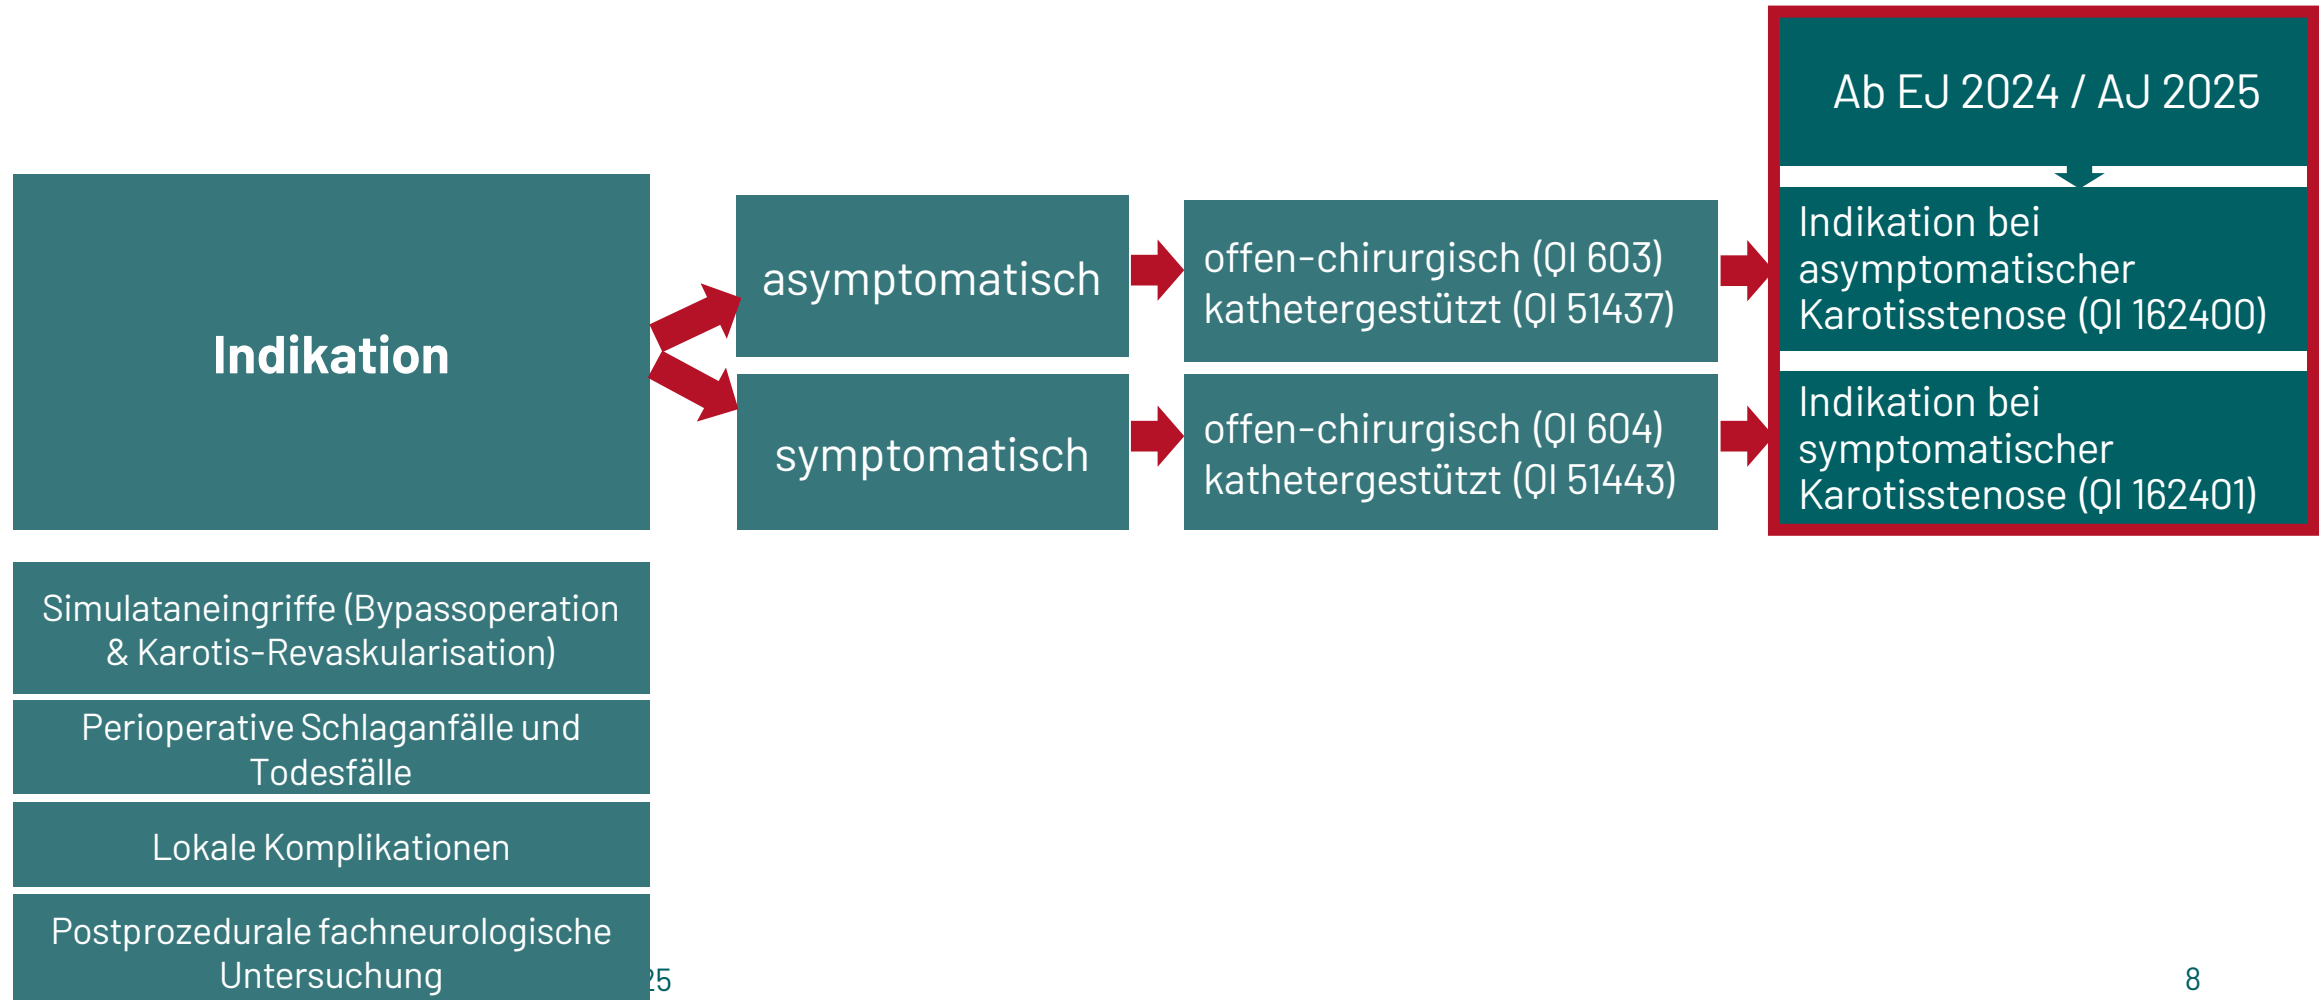 Ab EJ 2024 / AJ 2025
Indikation
asymptomatisch
offen-chirurgisch (QI 603)
kathetergestützt (QI 51437)
Indikation bei
asymptomatischer
Karotisstenose (QI 162400)
symptomatisch
offen-chirurgisch (QI 604)
kathetergestützt (QI 51443)
Indikation bei
symptomatischer
Karotisstenose (QI 162401)
Simulataneingriffe (Bypassoperation
& Karotis-Revaskularisation)
Perioperative Schlaganfälle und
Todesfälle
Lokale Komplikationen
Postprozedurale fachneurologische
Untersuchung
8